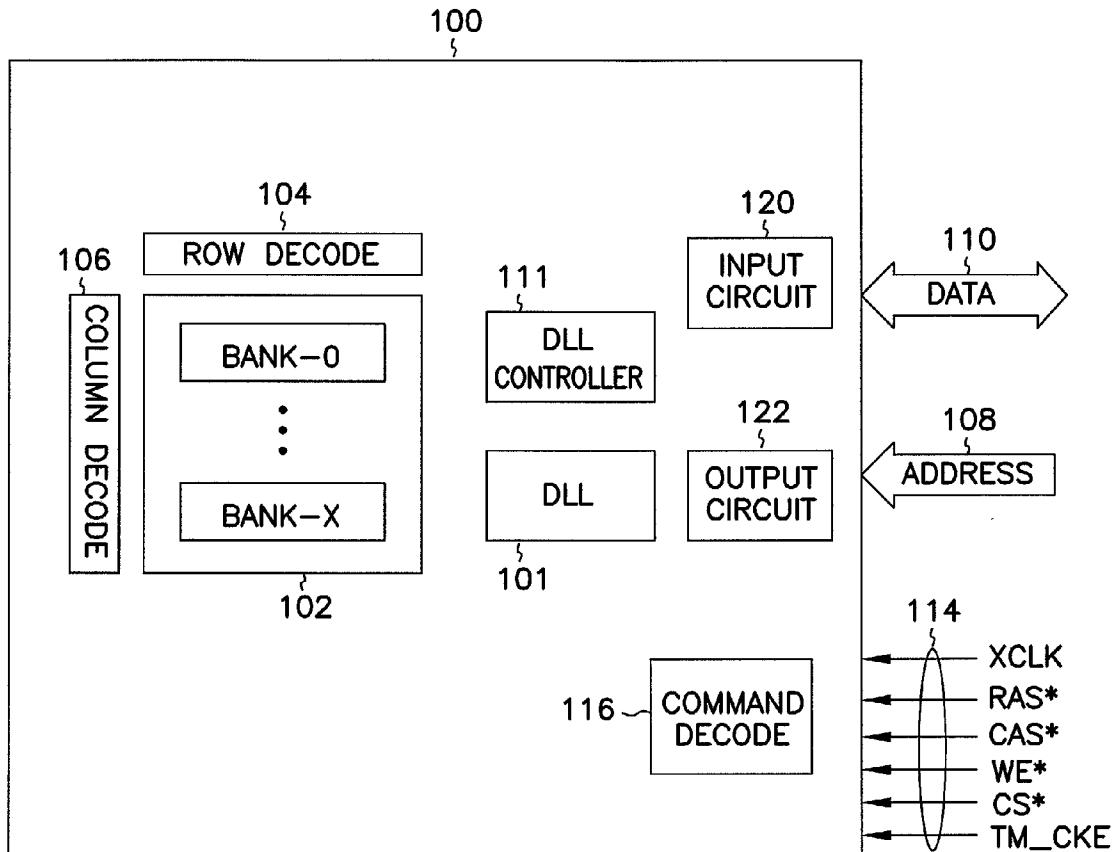 100
104
ROW DECODE
106
COLUMN DECODE
BANK-0
BANK-X
102
111
DLL
CONTROLLER
DLL
101
120
INPUT
CIRCUIT
122
OUTPUT
CIRCUIT
110
DATA
108
ADDRESS
116
COMMAND
DECODE
114
XCLK
RAS*
CAS*
WE*
CS*
TM_CKE